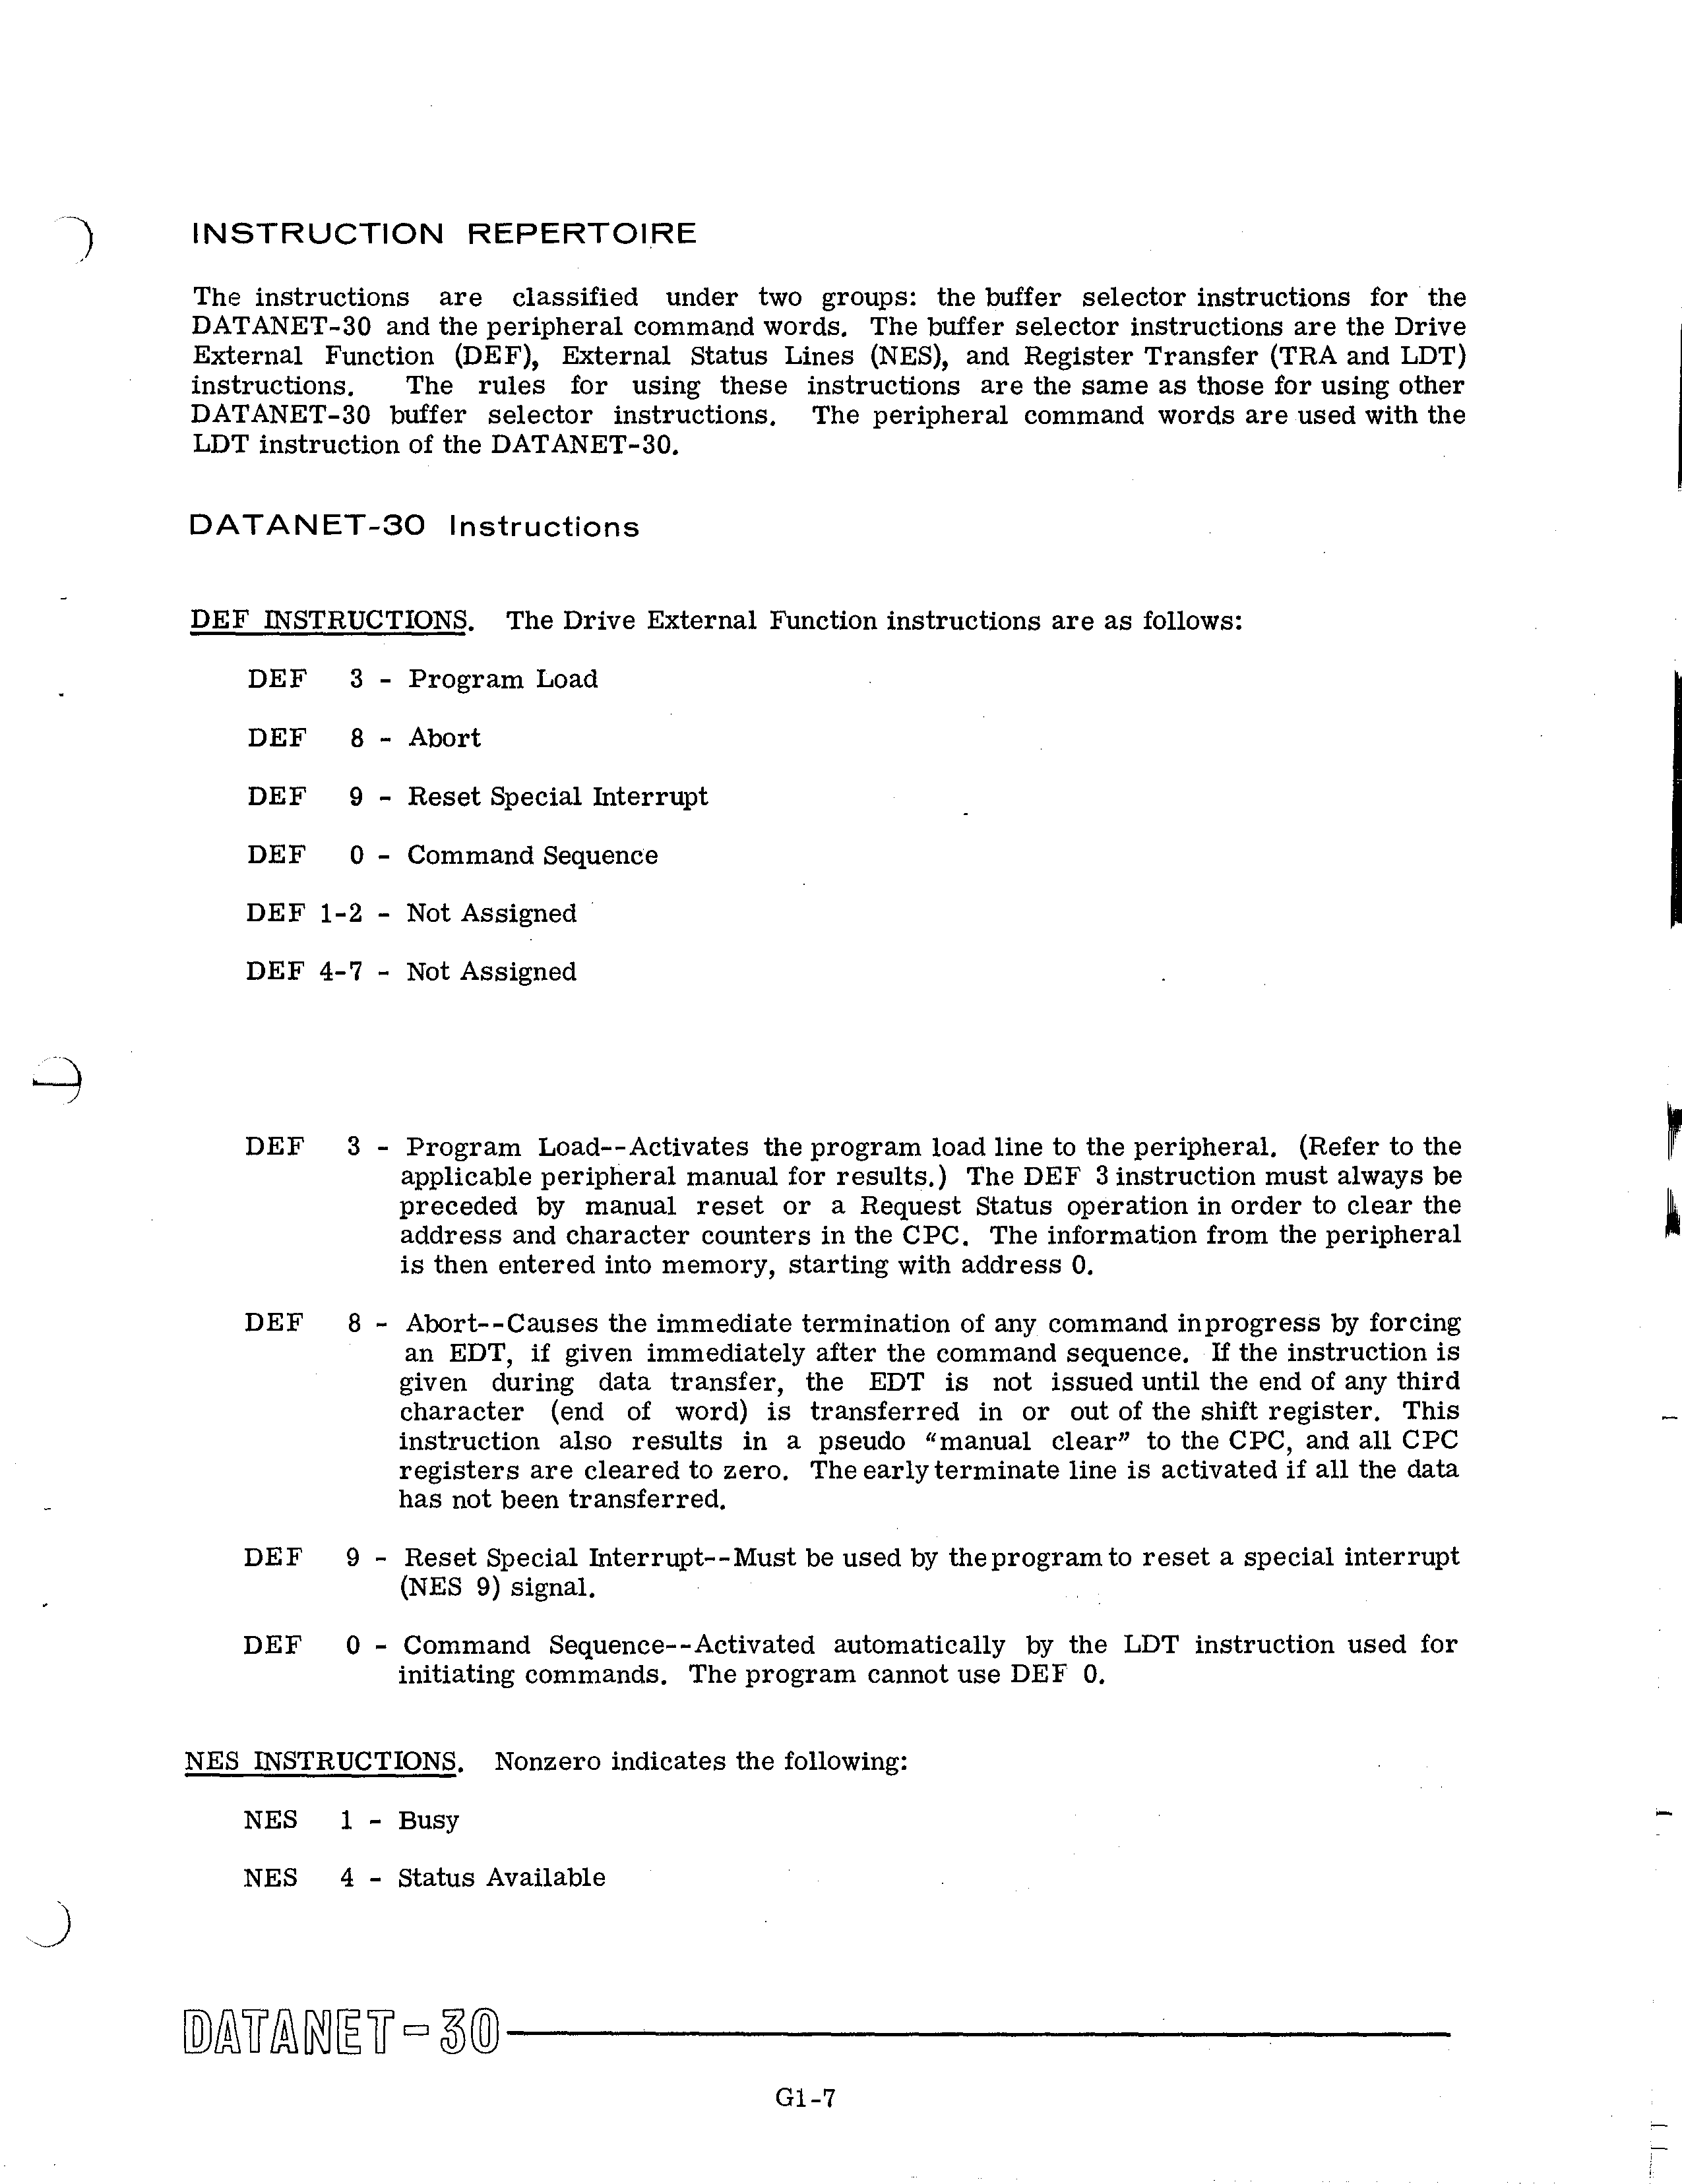 INSTRUCTION REPERTOIRE
The instructions are classified under two groups: the buffer selector instructions for the
DATANET-30 and the peripheral command words. The buffer selector instructions are the Drive
External Function (DEF), External Status Lines (NES), and Register Transfer (TRA and LDT)
instructions. The rules for using these instructions are the same as those for using other
DATANET-30 buffer selector instructions. The peripheral command words are used with the
LDT instruction of the DATANET-30.
DATANET-30 Instructions
DEF INSTRUCTIONS. The Drive External Function instructions are as follows:
DEF 3 - Program Load
DEF 8 - Abort
DEF 9 - Reset Special Interrupt
DEF 0 - Command Sequence
DEF 1-2 - Not Assigned
DEF 4-7 - Not Assigned
DEF 3 - Program Load--Activates the program load line to the peripheral. (Refer to the
applicable peripheral manual for results.) The DEF 3 instruction must always be
preceded by manual reset or a Request Status operation in order to clear the
address and character counters in the CPC. The information from the peripheral
is then entered into memory, starting with address 0.
DEF 8 - Abort--Causes the immediate termination of any command inprogress by forcing
an EDT, if given immediately after the command sequence. If the instruction is
given during data transfer, the EDT is not issued until the end of any third
character (end of word) is transferred in or out of the shift register. This
instruction also results in a pseudo “manual clear” to the CPC, and all CPC
registers are cleared to zero. The early terminate line is activated if all the data
has not been transferred.
DEF 9 - Reset Special Interrupt--Must be used by the program to reset a special interrupt
(NES 9) signal.
DEF 0 - Command Sequence--Activated automatically by the LDT instruction used for
initiating commands. The program cannot use DEF 0.
NES INSTRUCTIONS. Nonzero indicates the following:
NES 1 - Busy
NES 4 - Status Available
DATANET-30
G1-7